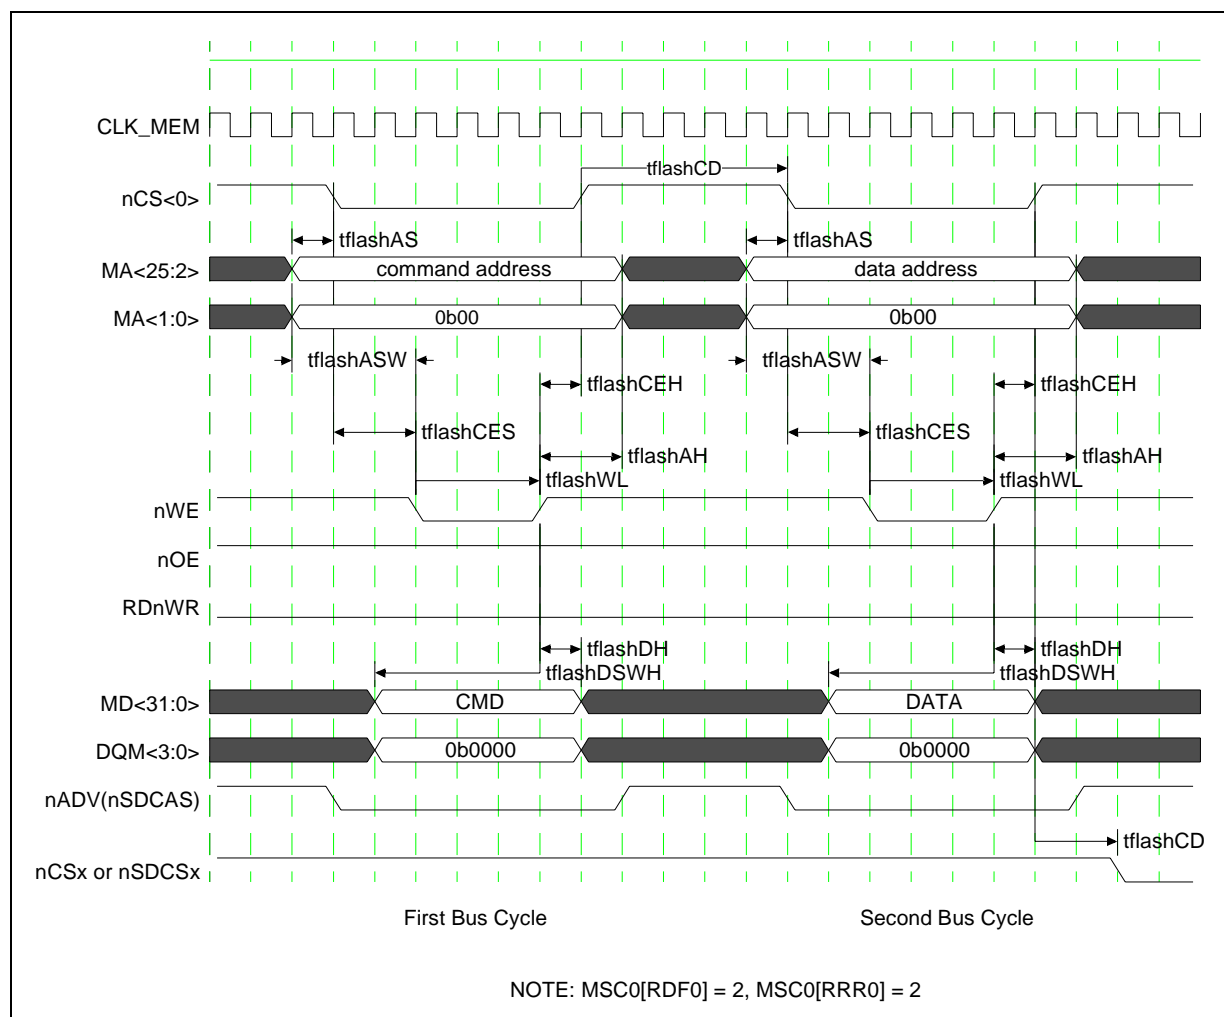 CLK_MEM
tflashCD
nCS<0>
tflashAS tflashAS
MA<25:2> command address data address
MA<1:0> 0b00 0b00
tflashASW tflashASW
tflashCEH tflashCEH
tflashCES tflashCES
tflashAH tflashAH
tflashWL tflashWL
nWE
nOE
RDnWR
tflashDH tflashDH
tflashDSWH tflashDSWH
MD<31:0> CMD DATA
DQM<3:0> 0b0000 0b0000
nADV(nSDCAS)
tflashCD
nCSx or nSDCSx
First Bus Cycle Second Bus Cycle
NOTE: MSC0[RDF0] = 2, MSC0[RRR0] = 2